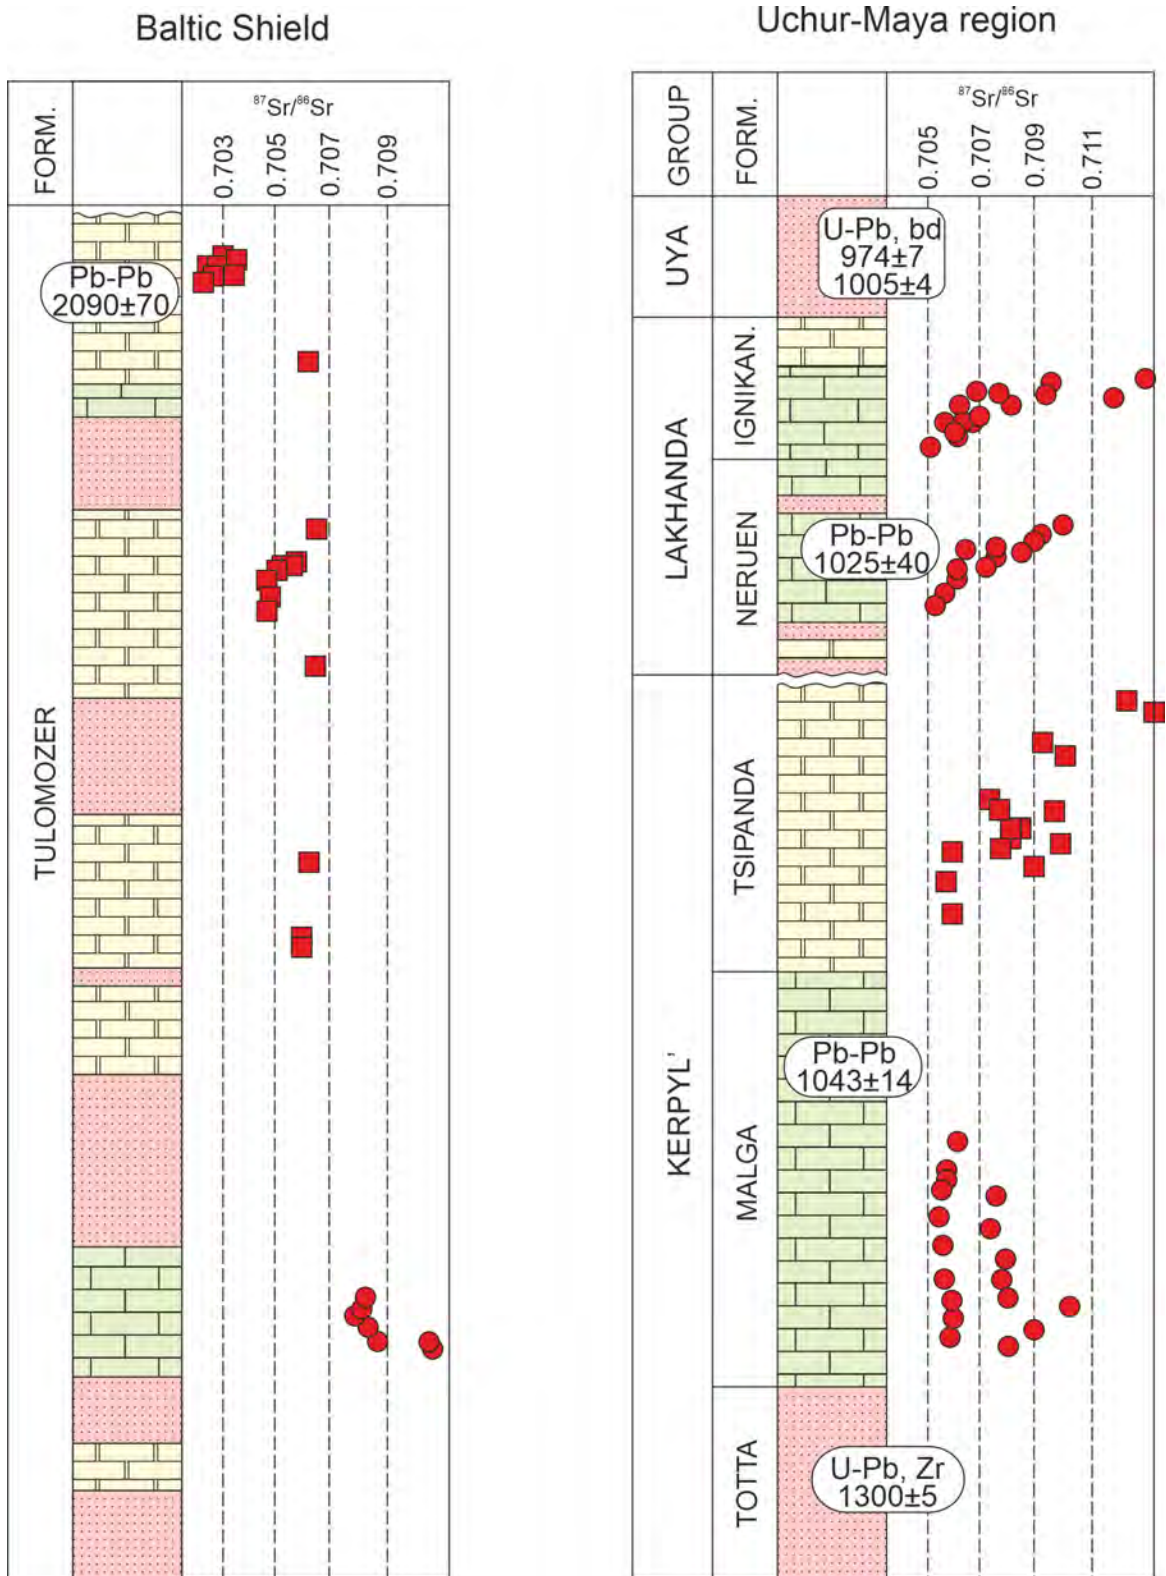 Baltic Shield
FORM.
⁸⁷Sr/⁸⁶Sr
0.703
0.705
0.707
0.709
TULOMOZER
Pb-Pb
2090±70
Uchur-Maya region
GROUP
FORM.
⁸⁷Sr/⁸⁶Sr
0.705
0.707
0.709
0.711
UYA
U-Pb, bd
974±7
1005±4
LAKHANDA
IGNIKAN.
NERUEN
Pb-Pb
1025±40
KERPYL'
TSIPANDA
MALGA
Pb-Pb
1043±14
TOTTA
U-Pb, Zr
1300±5